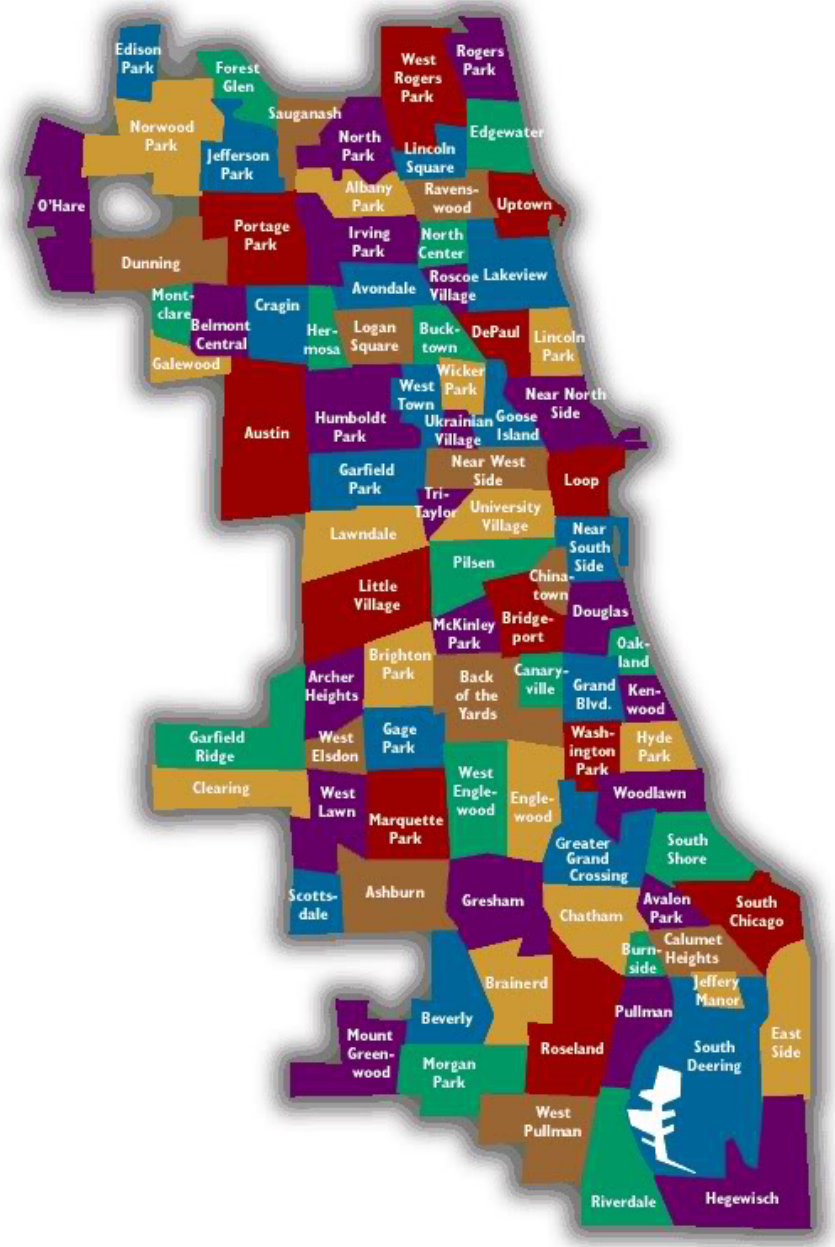 Edison
Park
Forest
Glen
West
Rogers
Park
Rogers
Park
Norwood
Park
Sauganash
Jefferson
Park
North
Park
Lincoln
Square
Edgewater
O'Hare
Albany
Park
Ravens-
wood
Uptown
Portage
Park
Irving
Park
North
Center
Dunning
Avondale
Roscoe
Village
Lakeview
Mont-
clare
Belmont
Central
Cragin
Her-
mosa
Logan
Square
Buck-
town
DePaul
Lincoln
Park
Galewood
Austin
Humboldt
Park
West
Town
Wicker
Park
Ukrainian
Village
Goose
Island
Near North
Side
Garfield
Park
Near West
Side
Loop
Tri-
Taylor
University
Village
Lawndale
Near
South
Side
Pilsen
China-
town
Little
Village
McKinley
Park
Bridge-
port
Douglas
Oak-
land
Archer
Heights
Brighton
Park
Back
of the
Yards
Canary-
ville
Grand
Blvd.
Ken-
wood
Garfield
Ridge
West
Elsdon
Gage
Park
Wash-
ington
Park
Hyde
Park
Clearing
West
Lawn
Marquette
Park
West
Engle-
wood
Engle-
wood
Woodlawn
Greater
Grand
Crossing
South
Shore
Scotts-
dale
Ashburn
Gresham
Chatham
Avalon
Park
South
Chicago
Burn-
side
Calumet
Heights
Jeffery
Manor
Beverly
Brainerd
Pullman
Mount
Green-
wood
Morgan
Park
Roseland
South
Deering
East
Side
West
Pullman
Riverdale
Hegewisch